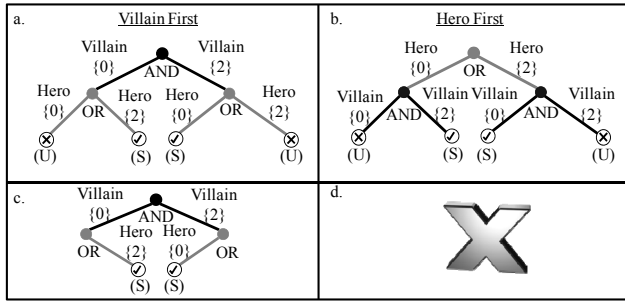 a.
Villain First
Villain
{0}
Villain
{2}
AND
Hero
{0}
OR
Hero
{2}
Hero
{0}
OR
Hero
{2}
(U)
(S)
(S)
(U)
b.
Hero First
Hero
{0}
Hero
{2}
OR
Villain
{0}
AND
Villain
{2}
Villain
{0}
AND
Villain
{2}
(U)
(S)
(S)
(U)
c.
Villain
{0}
Villain
{2}
AND
OR
Hero
{2}
Hero
{0}
OR
(S)
(S)
d.
X